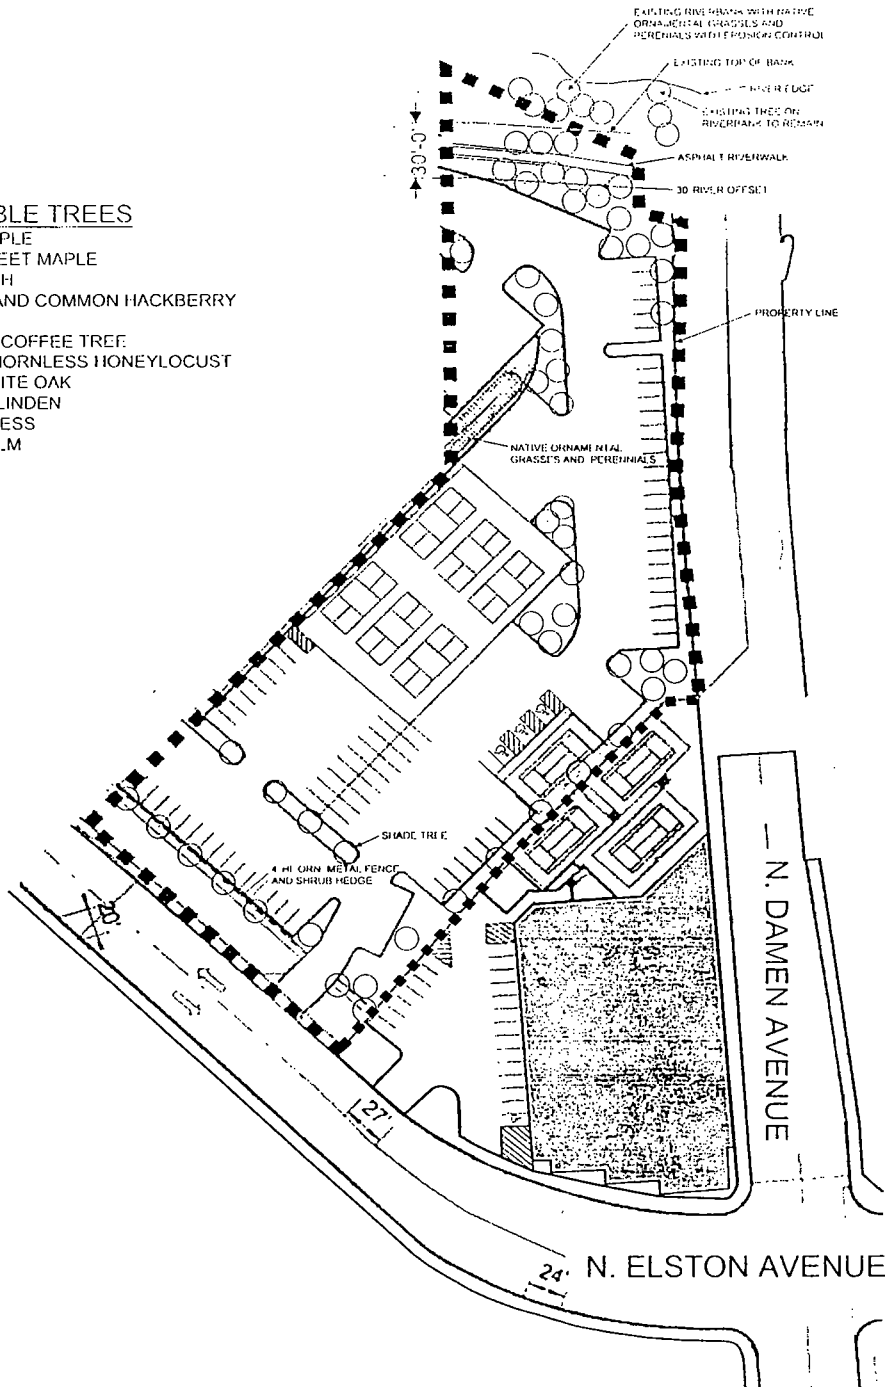 EXISTING RIVERBANK WITH NATIVE
ORNAMENTAL GRASSES AND
PERENIALS WITH EROSION CONTROL
EXISTING TOP OF BANK
RIVER EDGE
EXISTING TREE ON
RIVERBANK TO REMAIN
30'-0"
ASPHALT RIVERWALK
30 RIVER OFFSET
BLE TREES
PLE
EET MAPLE
H
AND COMMON HACKBERRY
COFFEE TREE
HORNLESS HONEYLOCUST
ITE OAK
LINDEN
ESS
LM
PROPERTY LINE
NATIVE ORNAMENTAL
GRASSES AND PERENNIALS
SHADE TREE
4 HI ORN METAL FENCE
AND SHRUB HEDGE
20'
N. DAMEN AVENUE
27'
24'
N. ELSTON AVENUE